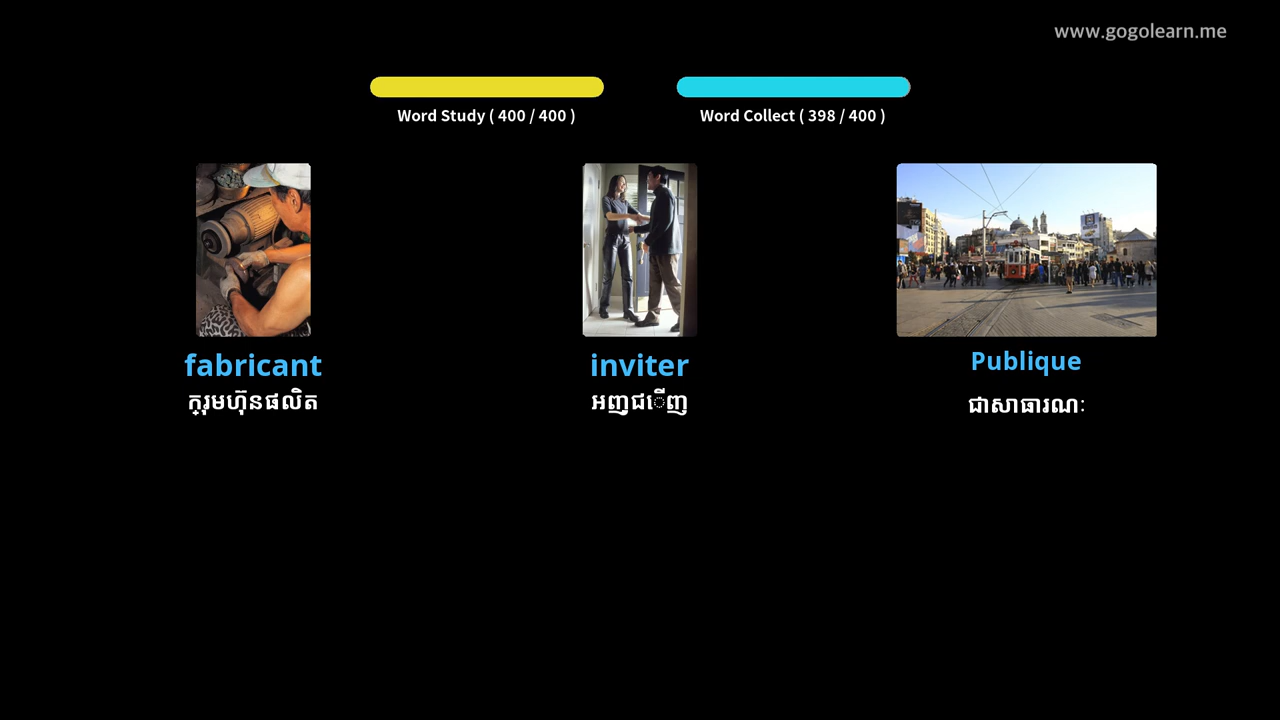 www.gogolearn.me
Word Study ( 400 / 400 )
Word Collect ( 398 / 400 )
fabricant
inviter
Publique
ក្រុមហ៊ុនផលិត
អញ្ជើញ
ជាសាធារណៈ